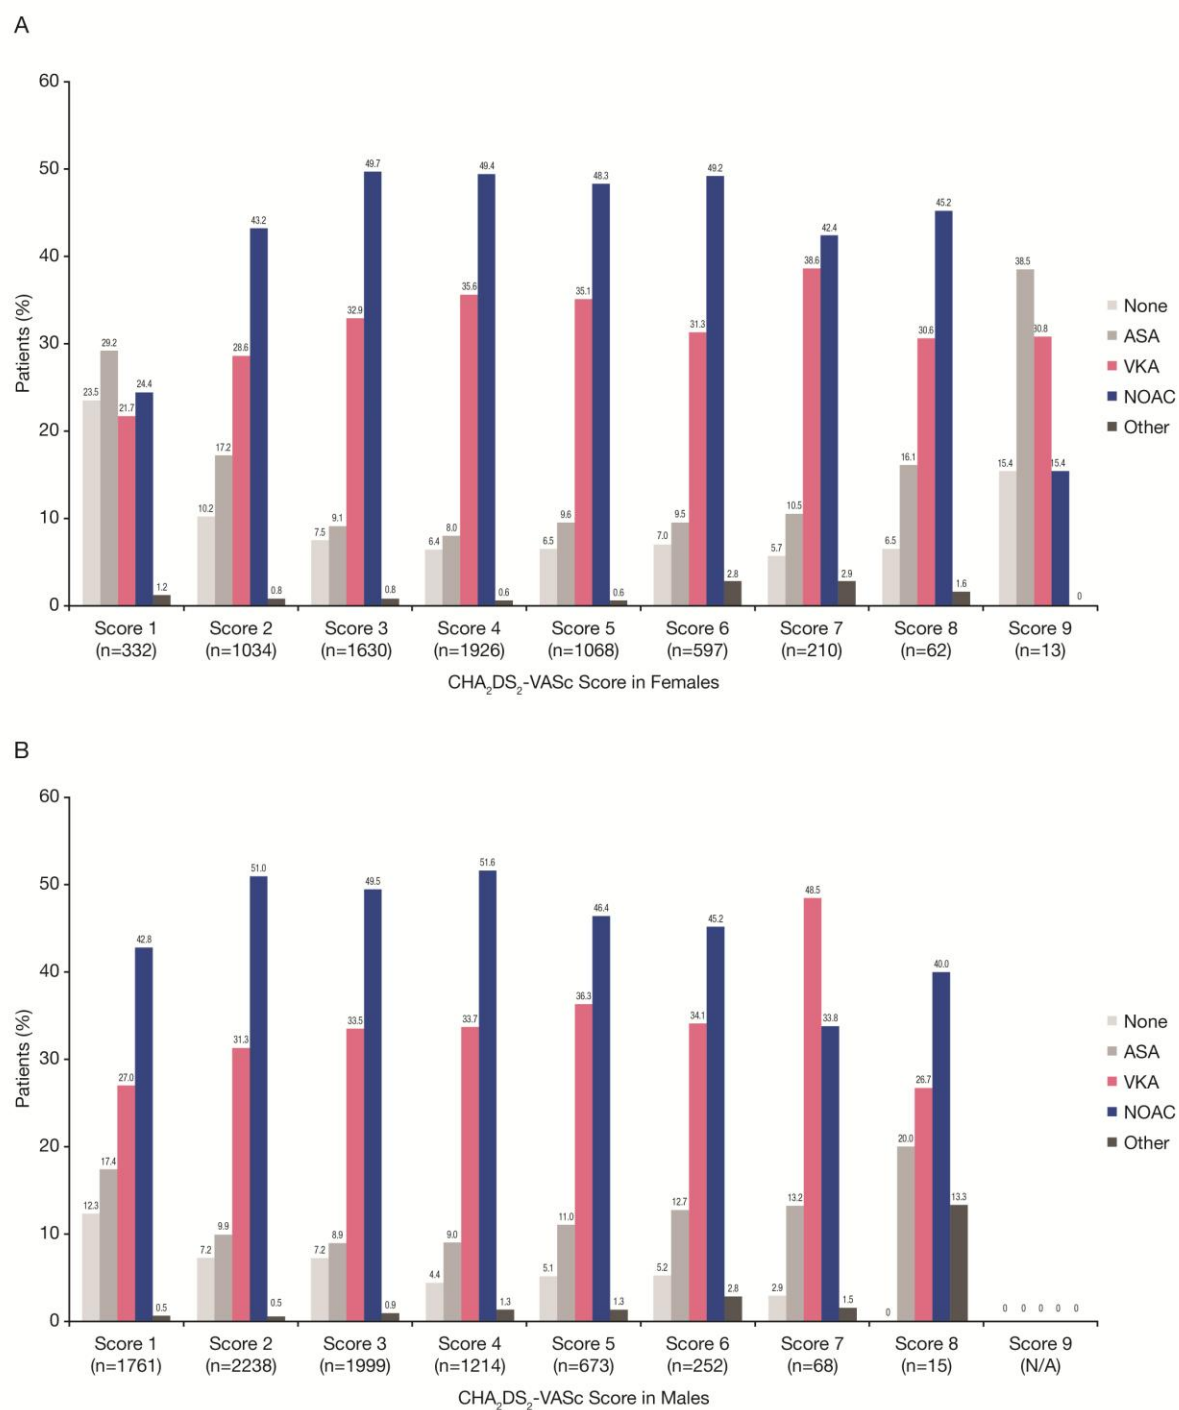 A
60
50
40
30
20
10
0
Patients (%)
23.5 29.2 21.7 24.4 1.2
10.2 17.2 28.6 43.2 0.8
7.5 9.1 32.9 49.7 0.8
6.4 8.0 35.6 49.4 0.6
6.5 9.6 35.1 48.3 0.6
7.0 9.5 31.3 49.2 2.8
5.7 10.5 38.6 42.4 2.9
6.5 16.1 30.6 45.2 1.6
15.4 38.5 30.8 15.4 0
None
ASA
VKA
NOAC
Other
Score 1 Score 2 Score 3 Score 4 Score 5 Score 6 Score 7 Score 8 Score 9
(n=332) (n=1034) (n=1630) (n=1926) (n=1068) (n=597) (n=210) (n=62) (n=13)
CHA₂DS₂-VASc Score in Females
B
60
50
40
30
20
10
0
Patients (%)
12.3 17.4 27.0 42.8 0.5
7.2 9.9 31.3 51.0 0.5
7.2 8.9 33.5 49.5 0.9
4.4 9.0 33.7 51.6 1.3
5.1 11.0 36.3 46.4 1.3
5.2 12.7 34.1 45.2 2.8
2.9 13.2 48.5 33.8 1.5
0 20.0 26.7 40.0 13.3
0 0 0 0 0
None
ASA
VKA
NOAC
Other
Score 1 Score 2 Score 3 Score 4 Score 5 Score 6 Score 7 Score 8 Score 9
(n=1761) (n=2238) (n=1999) (n=1214) (n=673) (n=252) (n=68) (n=15) (N/A)
CHA₂DS₂-VASc Score in Males